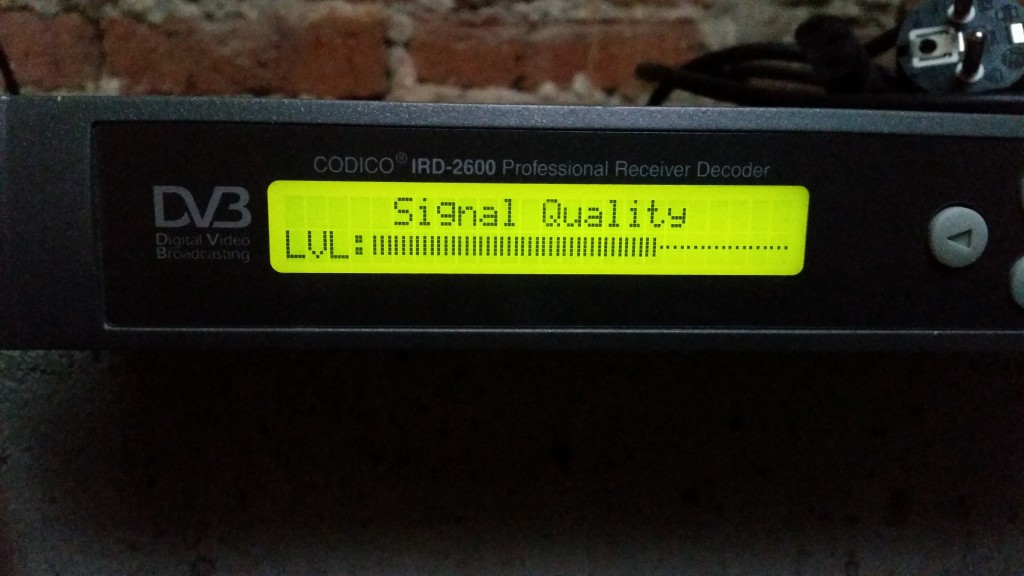 CODICO® IRD-2600 Professional Receiver Decoder
DVB
Digital Video
Broadcasting
Signal Quality
LVL: